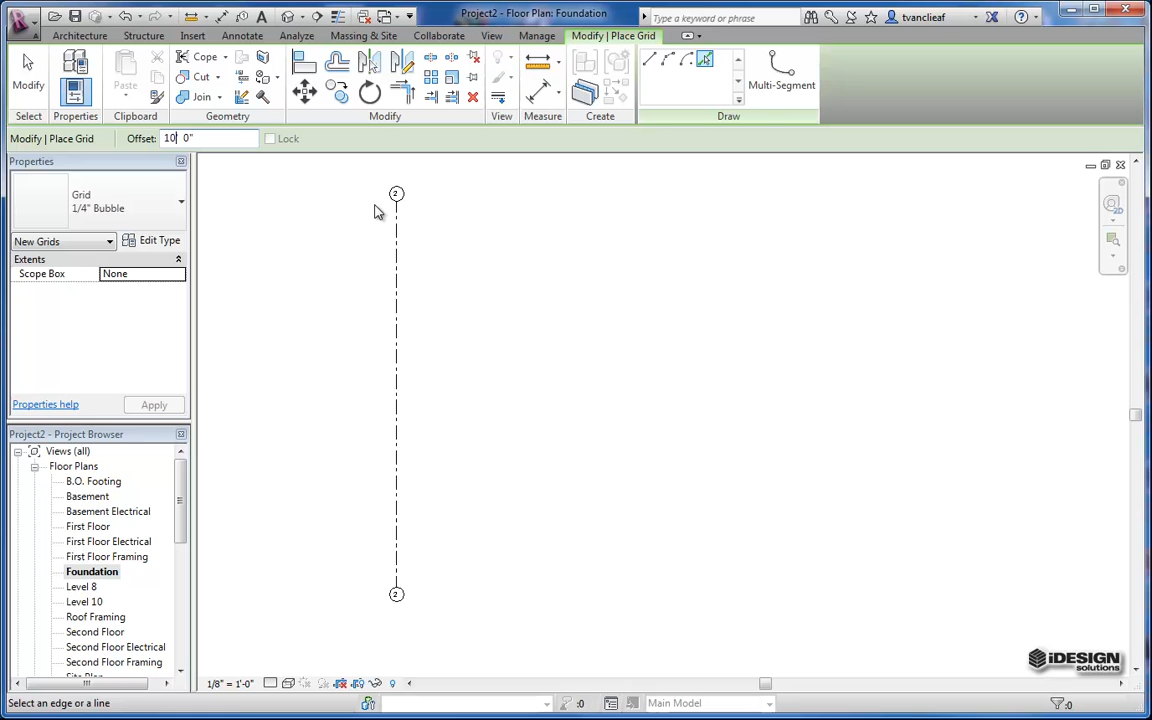 Project2 - Floor Plan: Foundation
Type a keyword or phrase
tvancleaf
Architecture
Structure
Insert
Annotate
Analyze
Massing & Site
Collaborate
View
Manage
Modify | Place Grid
Modify
Paste
Cope
Cut
Join
Multi-Segment
Select
Properties
Clipboard
Geometry
Modify
View
Measure
Create
Draw
Modify | Place Grid
Offset:
10' 0"
Lock
Properties
Grid
1/4" Bubble
New Grids
Edit Type
Extents
Scope Box
None
Properties help
Apply
Project2 - Project Browser
Views (all)
Floor Plans
B.O. Footing
Basement
Basement Electrical
First Floor
First Floor Electrical
First Floor Framing
Foundation
Level 8
Level 10
Roof Framing
Second Floor
Second Floor Electrical
Second Floor Framing
2
2
2D
iDESIGN
solutions
1/8" = 1'-0"
Select an edge or a line
:0
Main Model
:0